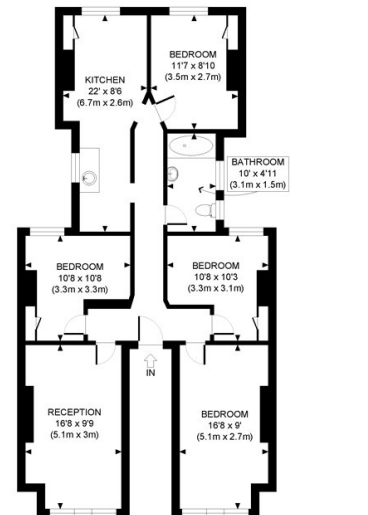 BEDROOM
11'7 x 8'10
(3.5m x 2.7m)
KITCHEN
22' x 8'6
(6.7m x 2.6m)
BATHROOM
10' x 4'11
(3.1m x 1.5m)
BEDROOM
10'8 x 10'8
(3.3m x 3.3m)
BEDROOM
10'8 x 10'3
(3.3m x 3.1m)
IN
RECEPTION
16'8 x 9'9
(5.1m x 3m)
BEDROOM
16'8 x 9'
(5.1m x 2.7m)